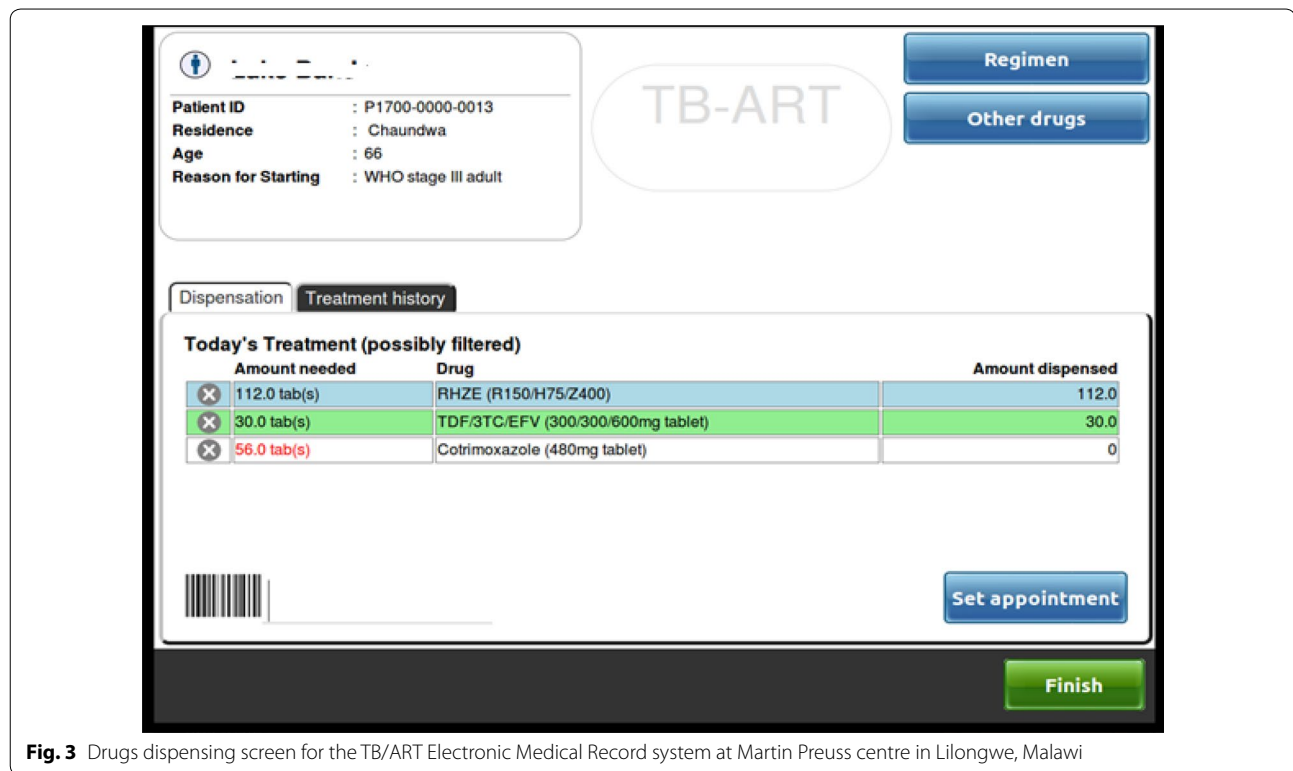 Patient ID : P1700-0000-0013
Residence : Chaundwa
Age : 66
Reason for Starting : WHO stage III adult
TB-ART
Regimen
Other drugs
Dispensation Treatment history
Today's Treatment (possibly filtered)
Amount needed Drug Amount dispensed
112.0 tab(s) RHZE (R150/H75/Z400) 112.0
30.0 tab(s) TDF/3TC/EFV (300/300/600mg tablet) 30.0
56.0 tab(s) Cotrimoxazole (480mg tablet) 0
Set appointment
Finish
Fig. 3 Drugs dispensing screen for the TB/ART Electronic Medical Record system at Martin Preuss centre in Lilongwe, Malawi